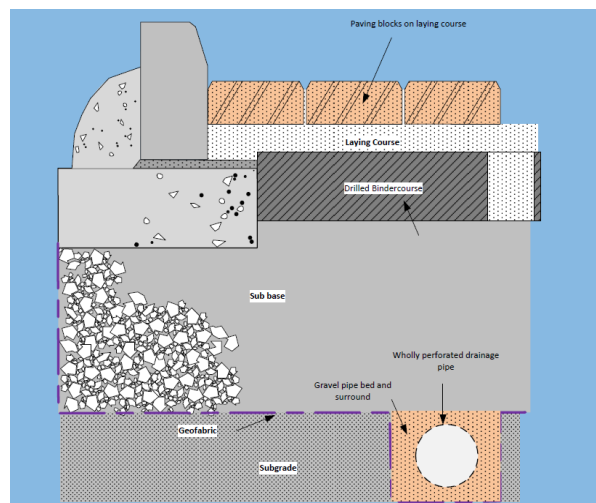 Paving blocks on laying course
Laying Course
Drilled Bindercourse
Sub base
Wholly perforated drainage
pipe
Gravel pipe bed and
surround
Geofabric
Subgrade